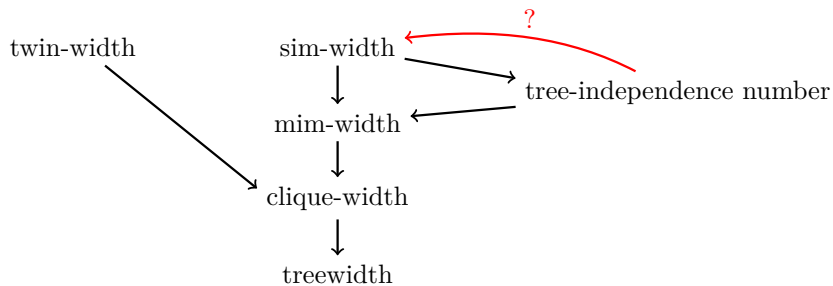 ?
twin-width
sim-width
tree-independence number
mim-width
clique-width
treewidth